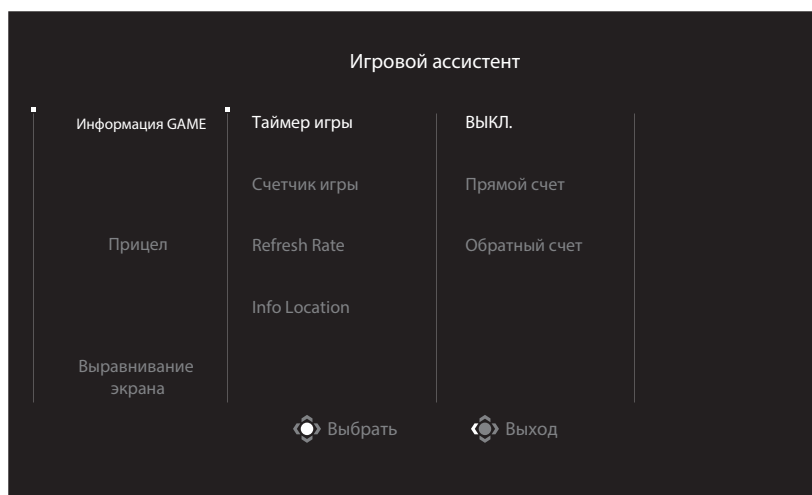 Игровой ассистент
Информация GAME
Таймер игры
ВЫКЛ.
Счетчик игры
Прямой счет
Прицел
Refresh Rate
Обратный счет
Info Location
Выравнивание
экрана
Выбрать
Выход